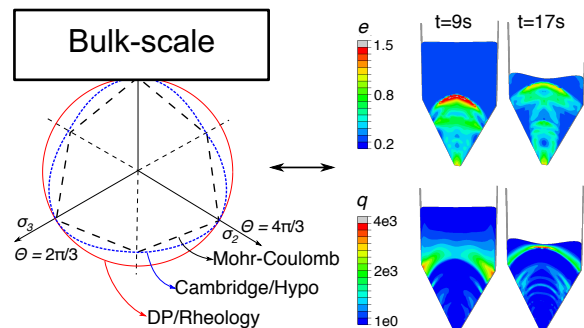 Bulk-scale
σ3
Θ = 2π/3
σ2
Θ = 4π/3
Mohr-Coulomb
Cambridge/Hypo
DP/Rheology
t=9s
t=17s
e
1.5
0.8
0.2
q
4e3
2e3
1e0